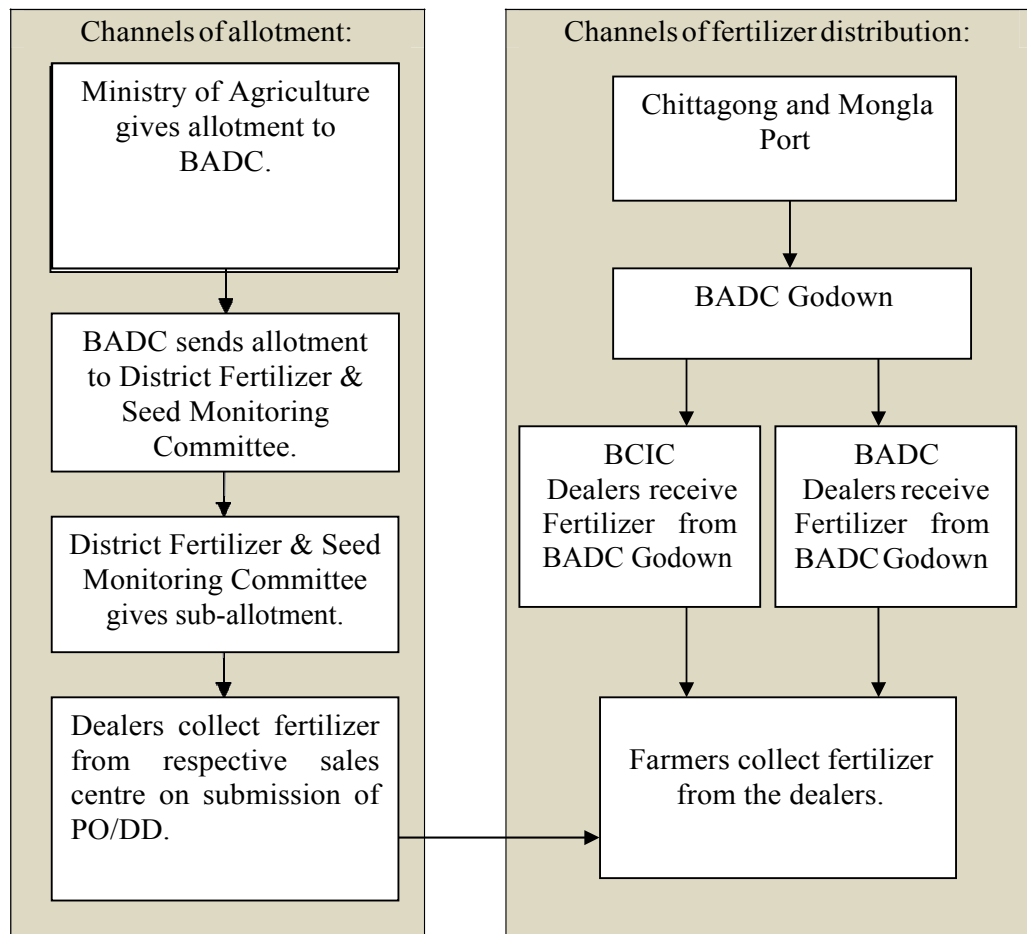 Channels of allotment:
Ministry of Agriculture
gives allotment to
BADC.
BADC sends allotment
to District Fertilizer &
Seed Monitoring
Committee.
District Fertilizer & Seed
Monitoring Committee
gives sub-allotment.
Dealers collect fertilizer
from respective sales
centre on submission of
PO/DD.
Channels of fertilizer distribution:
Chittagong and Mongla
Port
BADC Godown
BCIC
Dealers receive
Fertilizer from
BADC Godown
BADC
Dealers receive
Fertilizer from
BADC Godown
Farmers collect fertilizer
from the dealers.